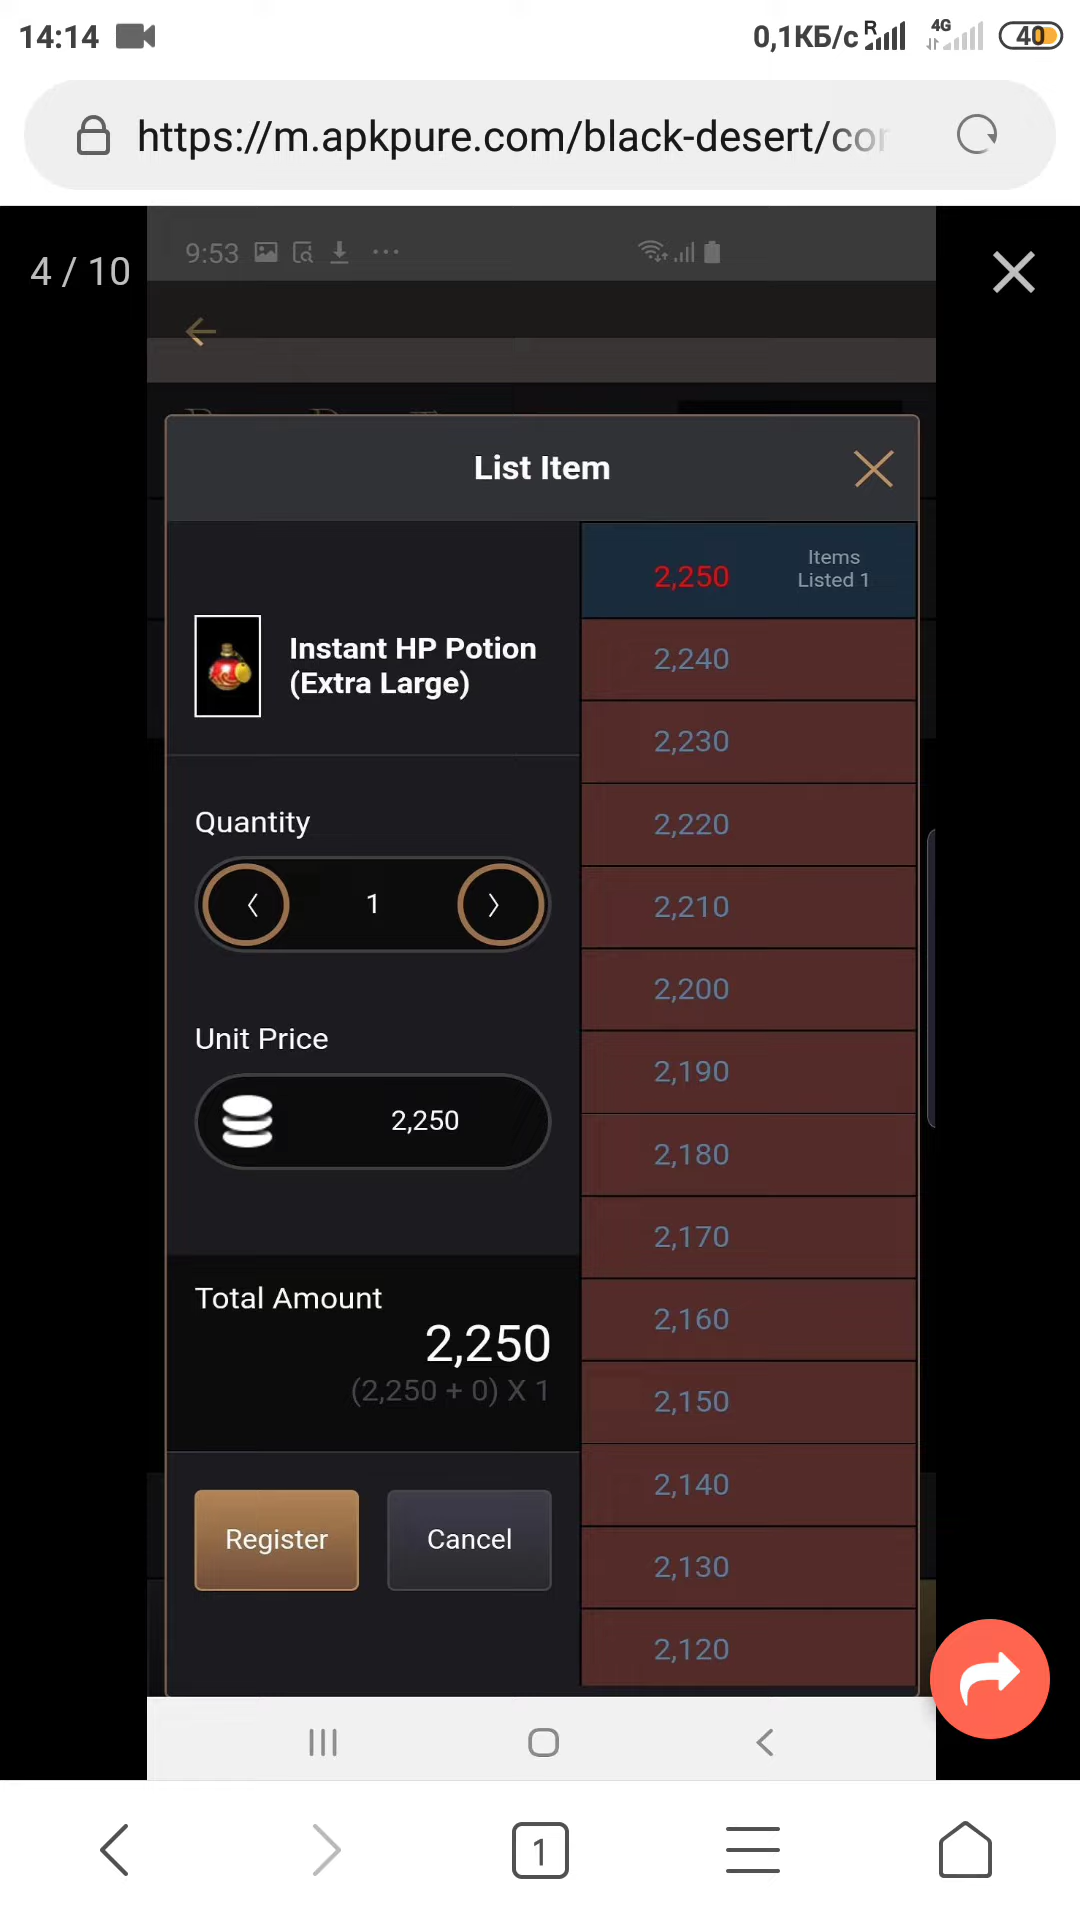 14:14
0,1КБ/с R 4G 40
https://m.apkpure.com/black-desert/cor
4 / 10
9:53
List Item
Instant HP Potion
(Extra Large)
Quantity
1
Unit Price
2,250
Total Amount
2,250
(2,250 + 0) X 1
Register
Cancel
2,250
Items
Listed 1
2,240
2,230
2,220
2,210
2,200
2,190
2,180
2,170
2,160
2,150
2,140
2,130
2,120
1